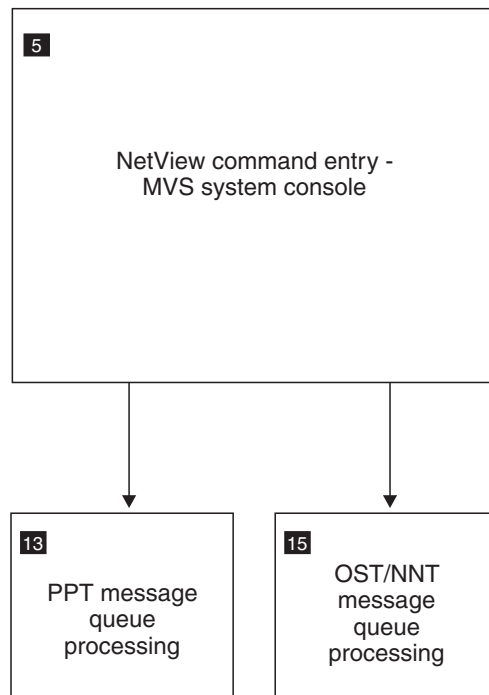 5
NetView command entry -
MVS system console
13
PPT message
queue
processing
15
OST/NNT
message
queue
processing